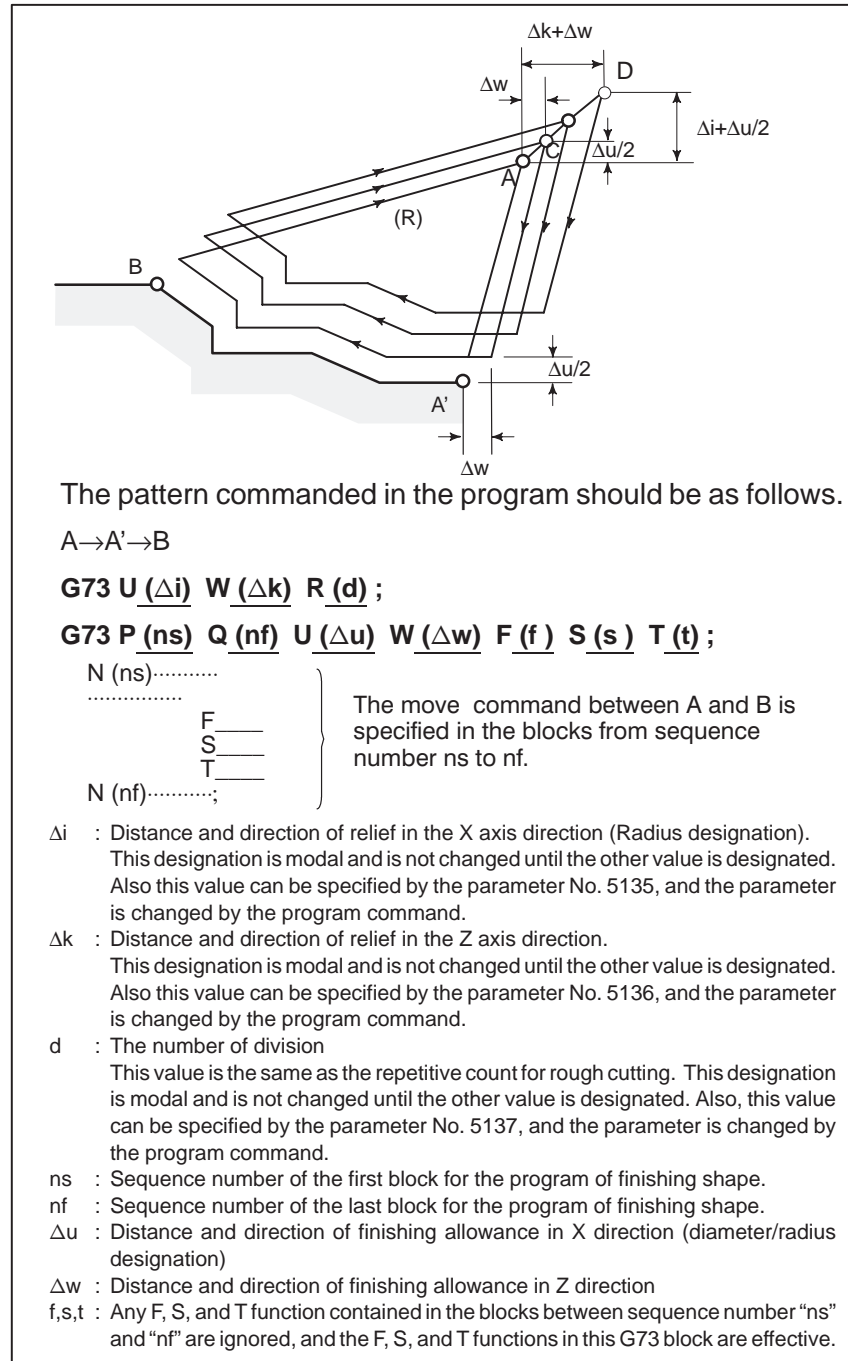 Δk+Δw
D
Δw
Δi+Δu/2
C
Δu/2
A
(R)
B
Δu/2
A’
Δw
The pattern commanded in the program should be as follows.
A→A’→B
G73 U (△i) W (△k) R (d) ;
G73 P (ns) Q (nf) U (△u) W (△w) F (f ) S (s ) T (t) ;
N (ns)···········
················
F____
S____
T____
N (nf)···········;
The move command between A and B is
specified in the blocks from sequence
number ns to nf.
Δi : Distance and direction of relief in the X axis direction (Radius designation).
This designation is modal and is not changed until the other value is designated.
Also this value can be specified by the parameter No. 5135, and the parameter
is changed by the program command.
Δk : Distance and direction of relief in the Z axis direction.
This designation is modal and is not changed until the other value is designated.
Also this value can be specified by the parameter No. 5136, and the parameter
is changed by the program command.
d : The number of division
This value is the same as the repetitive count for rough cutting. This designation
is modal and is not changed until the other value is designated. Also, this value
can be specified by the parameter No. 5137, and the parameter is changed by
the program command.
ns : Sequence number of the first block for the program of finishing shape.
nf : Sequence number of the last block for the program of finishing shape.
Δu : Distance and direction of finishing allowance in X direction (diameter/radius
designation)
Δw : Distance and direction of finishing allowance in Z direction
f,s,t : Any F, S, and T function contained in the blocks between sequence number “ns”
and “nf” are ignored, and the F, S, and T functions in this G73 block are effective.